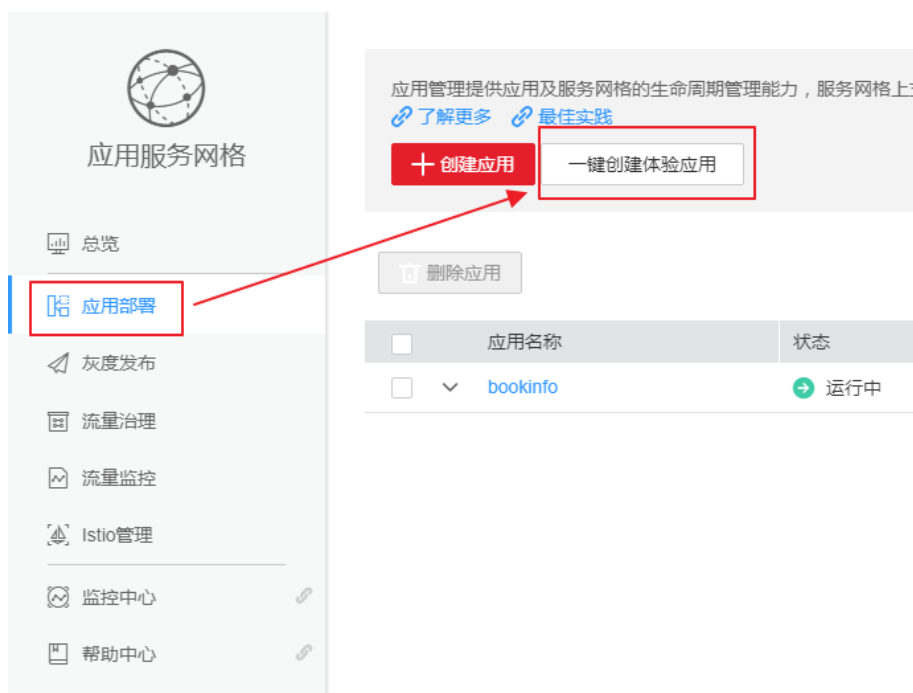 应用服务网格
总览
应用部署
灰度发布
流量治理
流量监控
Istio管理
监控中心
帮助中心
应用管理提供应用及服务网格的生命周期管理能力，服务网格上
了解更多 最佳实践
创建应用 一键创建体验应用
删除应用
应用名称 状态
bookinfo 运行中